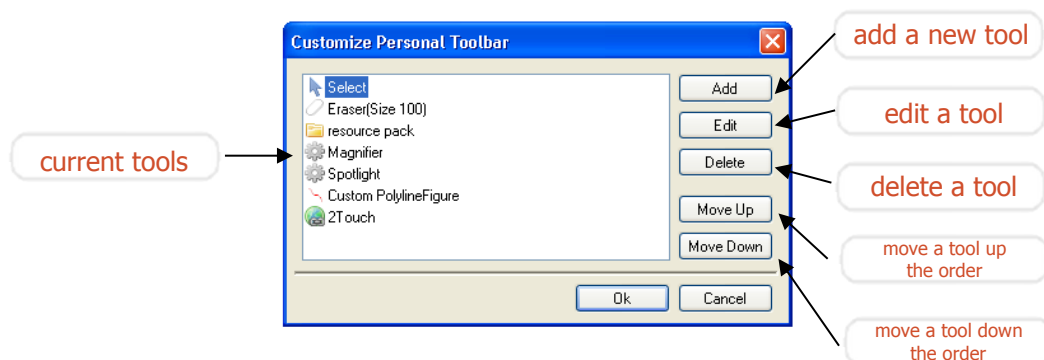 add a new tool
Customize Personal Toolbar
Select
Add
Eraser(Size 100)
edit a tool
resource pack
Edit
current tools
Magnifier
Delete
Spotlight
delete a tool
Custom PolylineFigure
2Touch
Move Up
Move Down
move a tool up
the order
Ok
Cancel
move a tool down
the order